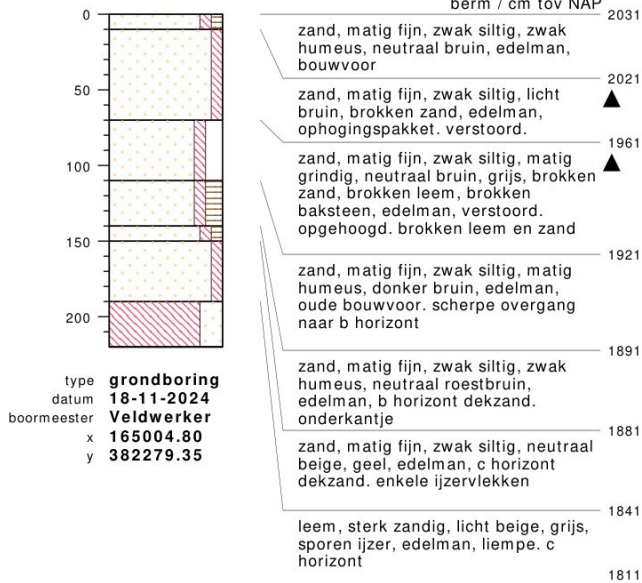 berm / cm tov NAP
0
2031
zand, matig fijn, zwak siltig, zwak
humeus, neutraal bruin, edelman,
bouwvoor
2021
50
zand, matig fijn, zwak siltig, licht
bruin, brokken zand, edelman,
ophogingspakket. verstoord.
1961
100
zand, matig fijn, zwak siltig, matig
grindig, neutraal bruin, grijs, brokken
zand, brokken leem, brokken
baksteen, edelman, verstoord.
opgehoogd. brokken leem en zand
1921
150
zand, matig fijn, zwak siltig, matig
humeus, donker bruin, edelman,
oude bouwvoor. scherpe overgang
naar b horizont
200
1891
zand, matig fijn, zwak siltig, zwak
humeus, neutraal roestbruin,
edelman, b horizont dekzand.
onderkantje
1881
zand, matig fijn, zwak siltig, neutraal
beige, geel, edelman, c horizont
dekzand. enkele ijzervlekken
1841
leem, sterk zandig, licht beige, grijs,
sporen ijzer, edelman, liempe. c
horizont
1811
type grondboring
datum 18-11-2024
boormeester Veldwerker
x 165004.80
y 382279.35